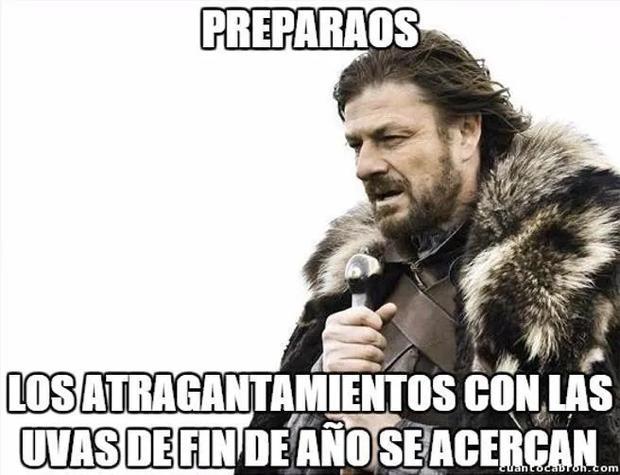 PREPARAOS
LOS ATRAGANTAMIENTOS CON LAS
UVAS DE FIN DE AÑO SE ACERCAN
cuantocabron.com